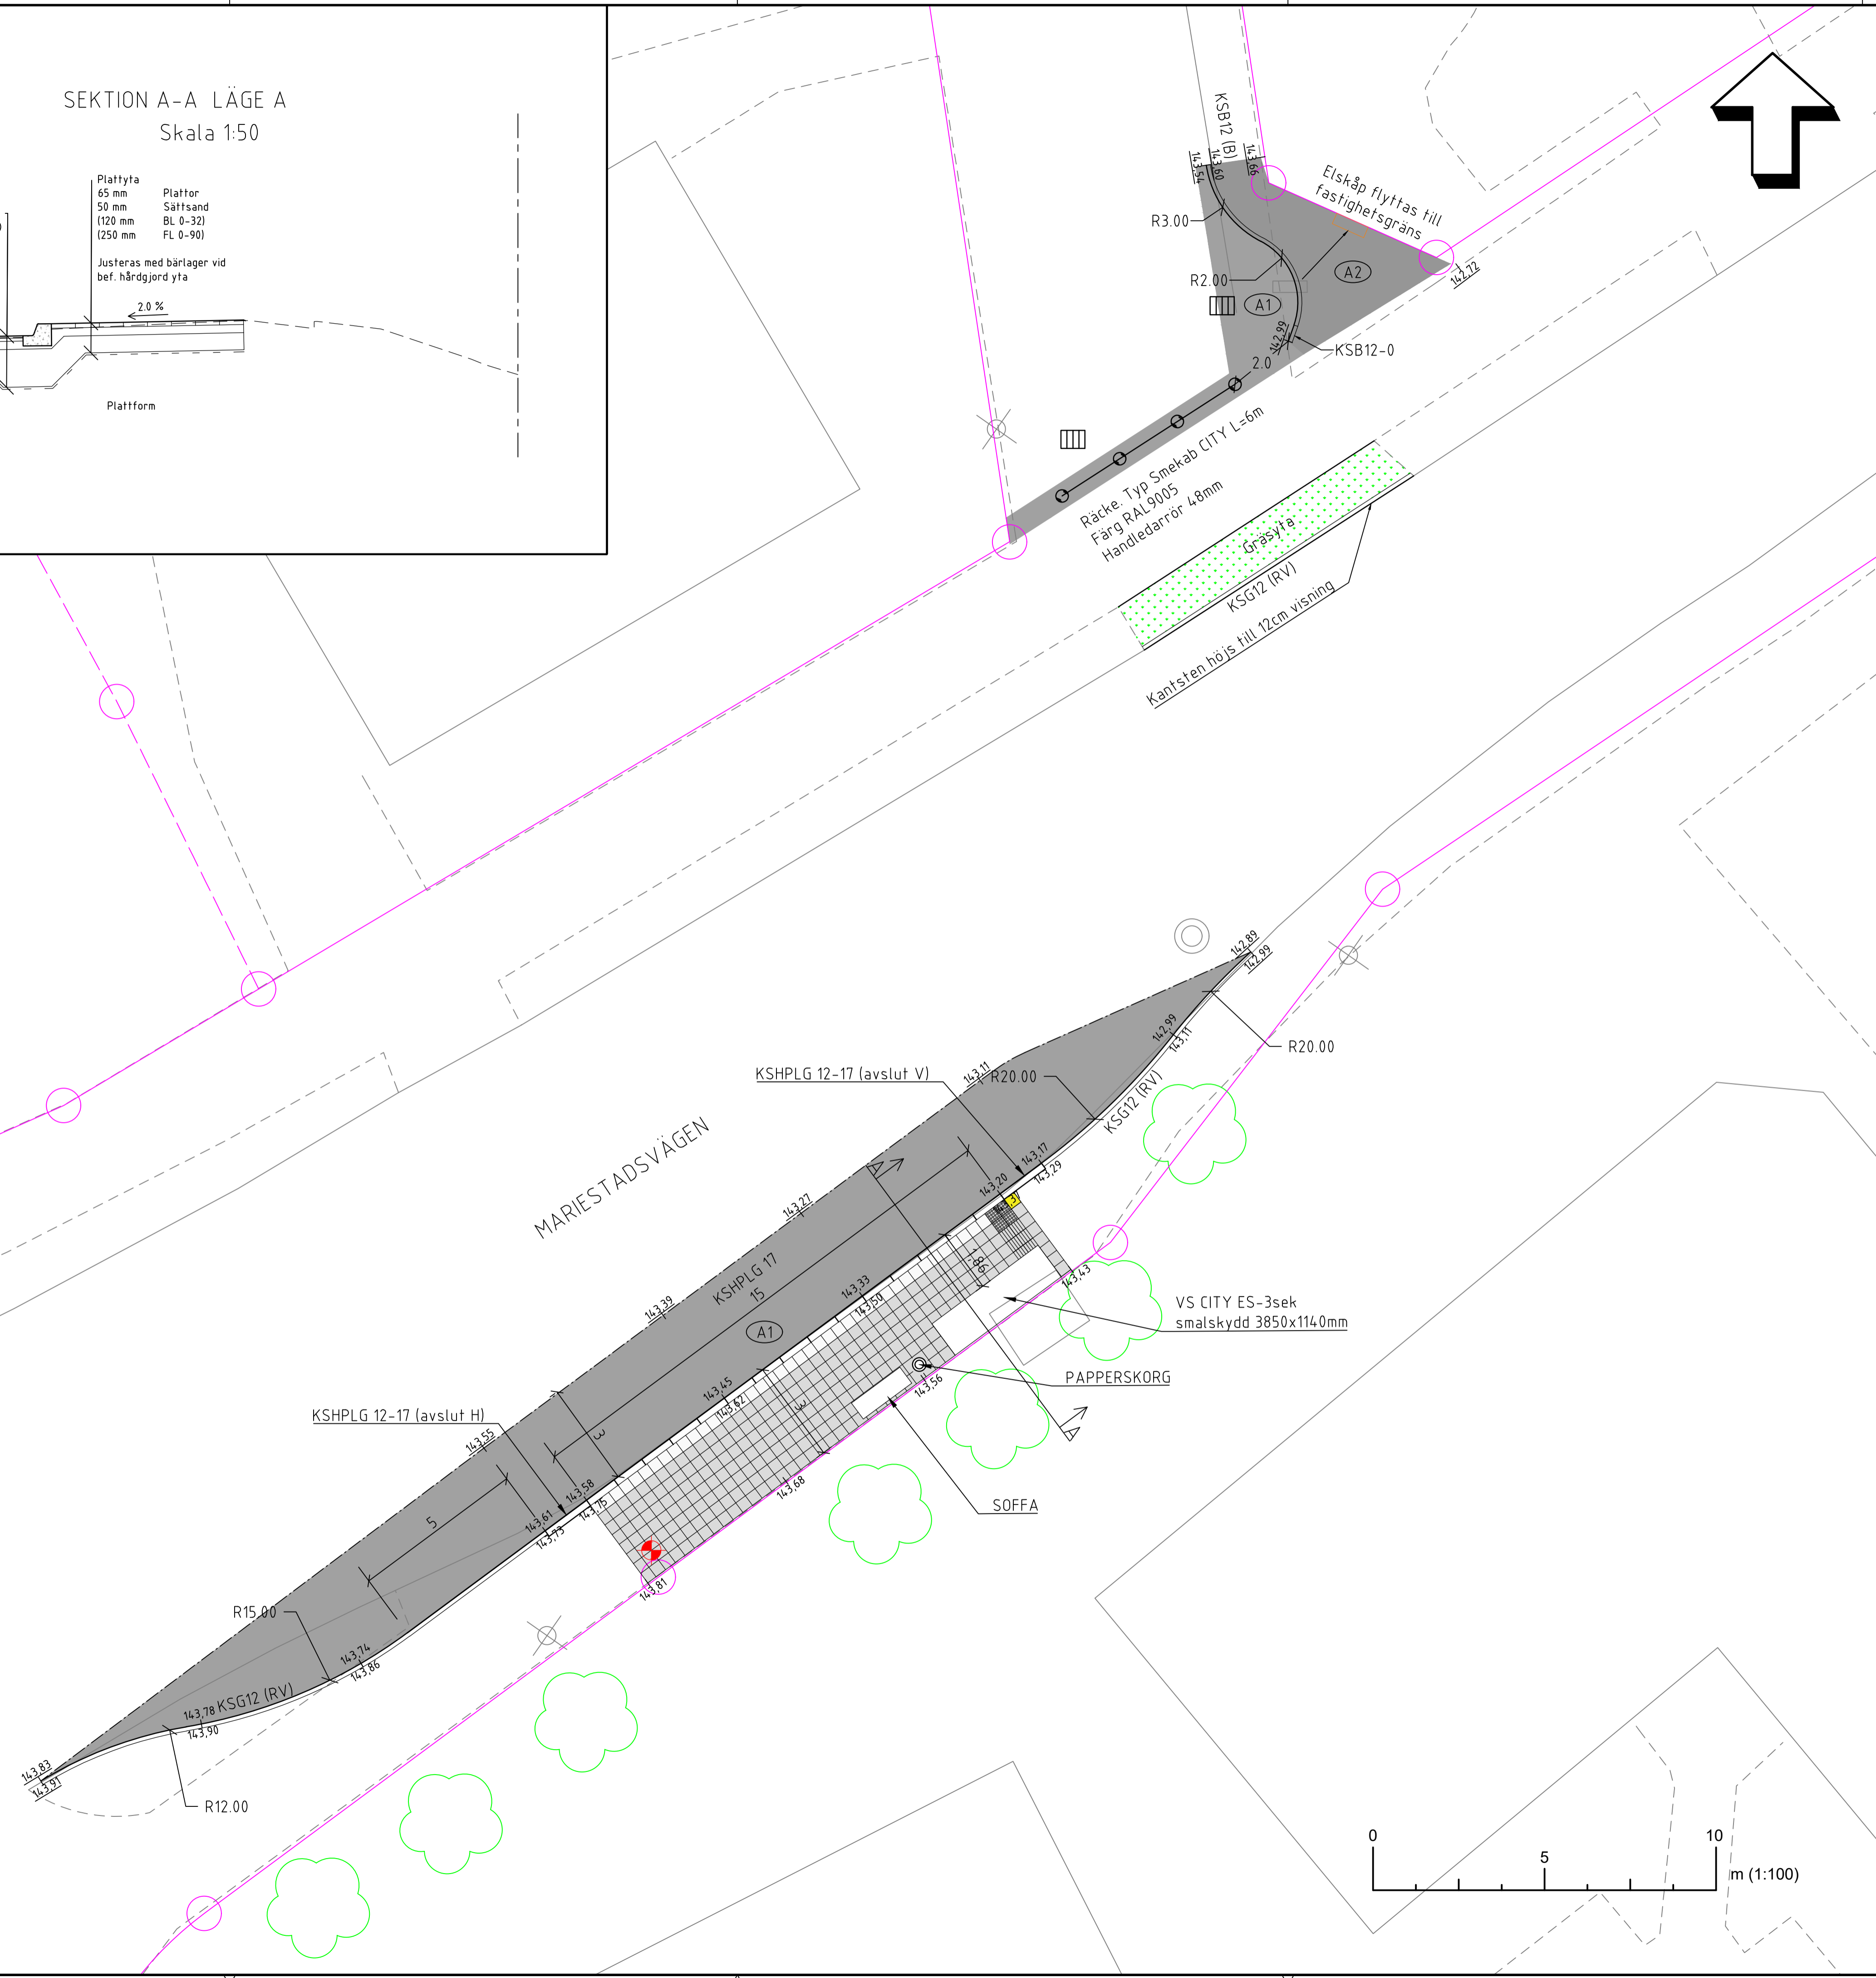 SEKTION A-A LÄGE A
Skala 1:50
Plattyta
65 mm Plattor
50 mm Sättsand
(120 mm BL 0-32)
(250 mm FL 0-90)
Justeras med bärlager vid
bef. hårdgjord yta
2.0 %
Plattform
KSB12 (B)
143,54
143,60
143,66
Elskåp flyttas till
fastighetsgräns
R3.00
R2.00
A2
A1
142,72
142,99
KSB12-0
2.0
Räcke. Typ Smekab CITY L=6m
Färg RAL9005
Handledarrör 48mm
Gräsyta
KSG12 (RV)
Kantsten höjs till 12cm visning
142,89
142,99
R20.00
142,99
143,11
KSHPLG 12-17 (avslut V)
143,11
R20.00
KSG12 (RV)
MARIESTADSVÄGEN
A
143,17
143,29
143,20
143,27
KSHPLG 17
15
1,86
143,43
143,33
143,50
143,39
A1
VS CITY ES-3sek
smalskydd 3850x1140mm
PAPPERSKORG
143,56
143,45
143,62
3
3
KSHPLG 12-17 (avslut H)
A
143,55
143,68
SOFFA
143,58
143,75
143,61
143,73
5
143,81
R15.00
143,74
143,86
KSG12 (RV)
143,78
143,90
143,83
143,91
R12.00
0
5
10
m (1:100)